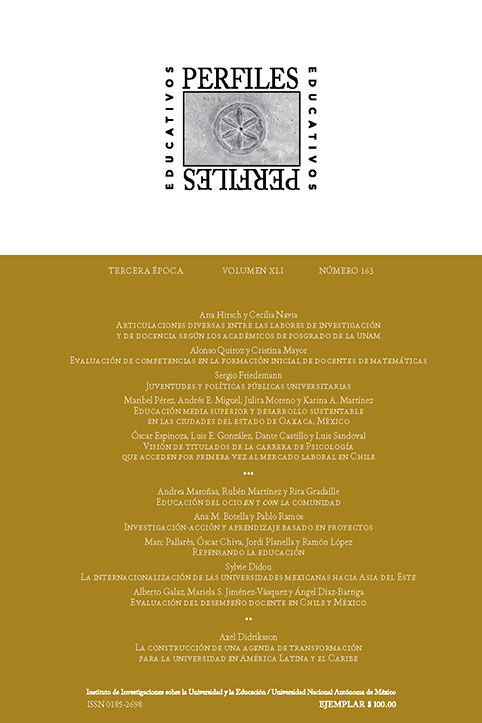 PERFILES
EDUCATIVOS
EDUCATIVOS
PERFILES
TERCERA ÉPOCA VOLUMEN XLI NÚMERO 163
Ana Hirsch y Cecilia Navia
Articulaciones diversas entre las labores de investigación
y de docencia según los académicos de posgrado de la UNAM
Alonso Quiroz y Cristina Mayor
Evaluación de competencias en la formación inicial de docentes de matemáticas
Sergio Friedemann
Juventudes y políticas públicas universitarias
Maribel Pérez, Andrés E. Miguel, Julita Moreno y Karina A. Martínez
Educación media superior y desarrollo sustentable
en las ciudades del estado de Oaxaca, México
Óscar Espinoza, Luis E. González, Dante Castillo y Luis Sandoval
Visión de titulados de la carrera de Psicología
que acceden por primera vez al mercado laboral en Chile
•••
Andrea Maroñas, Rubén Martínez y Rita Gradaílle
Educación del ocio en y con la comunidad
Ana M. Botella y Pablo Ramos
Investigación-acción y aprendizaje basado en proyectos
Marc Pallarès, Óscar Chiva, Jordi Planella y Ramón López
Repensando la educación
Sylvie Didou
La internacionalización de las universidades mexicanas hacia Asia del Este
Alberto Galaz, Mariela S. Jiménez-Vásquez y Ángel Díaz-Barriga
Evaluación del desempeño docente en Chile y México
••
Axel Didriksson
La construcción de una agenda de transformación
para la universidad en América Latina y el Caribe
Instituto de Investigaciones sobre la Universidad y la Educación / Universidad Nacional Autónoma de México
ISSN 0185-2698 EJEMPLAR $ 100.00